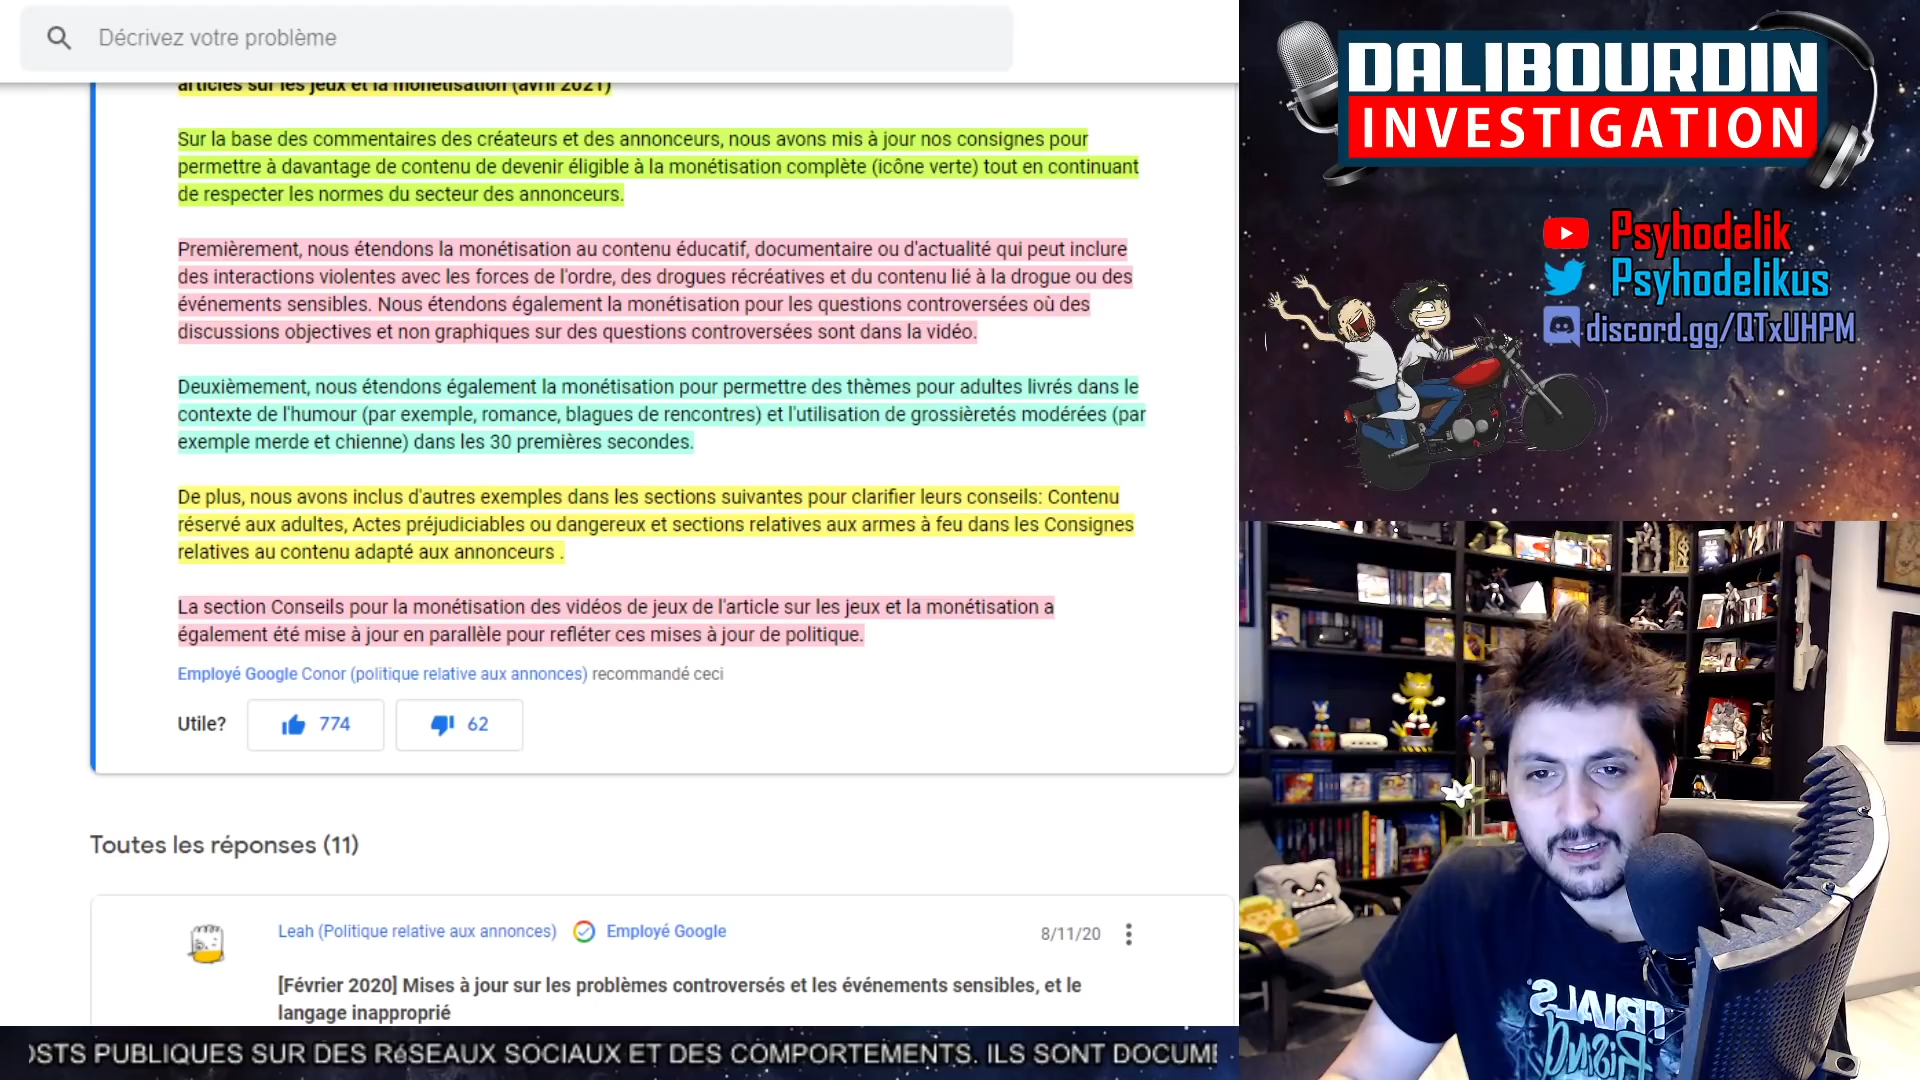 Décrivez votre problème
articles sur les jeux et la monétisation (avril 2021)
Sur la base des commentaires des créateurs et des annonceurs, nous avons mis à jour nos consignes pour
permettre à davantage de contenu de devenir éligible à la monétisation complète (icône verte) tout en continuant
de respecter les normes du secteur des annonceurs.
Premièrement, nous étendons la monétisation au contenu éducatif, documentaire ou d'actualité qui peut inclure
des interactions violentes avec les forces de l'ordre, des drogues récréatives et du contenu lié à la drogue ou des
événements sensibles. Nous étendons également la monétisation pour les questions controversées où des
discussions objectives et non graphiques sur des questions controversées sont dans la vidéo.
Deuxièmement, nous étendons également la monétisation pour permettre des thèmes pour adultes livrés dans le
contexte de l'humour (par exemple, romance, blagues de rencontres) et l'utilisation de grossièretés modérées (par
exemple merde et chienne) dans les 30 premières secondes.
De plus, nous avons inclus d'autres exemples dans les sections suivantes pour clarifier leurs conseils: Contenu
réservé aux adultes, Actes préjudiciables ou dangereux et sections relatives aux armes à feu dans les Consignes
relatives au contenu adapté aux annonceurs .
La section Conseils pour la monétisation des vidéos de jeux de l'article sur les jeux et la monétisation a
également été mise à jour en parallèle pour refléter ces mises à jour de politique.
Employé Google Conor (politique relative aux annonces) recommandé ceci
Utile? 774 62
Toutes les réponses (11)
Leah (Politique relative aux annonces) Employé Google 8/11/20
[Février 2020] Mises à jour sur les problèmes controversés et les événements sensibles, et le
langage inapproprié
OSTS PUBLIQUES SUR DES RéSEAUX SOCIAUX ET DES COMPORTEMENTS. ILS SONT DOCUME
DALIBOURDIN
INVESTIGATION
Psyhodelik
Psyhodelikus
discord.gg/QTxUHPM
TRIALS
RISING